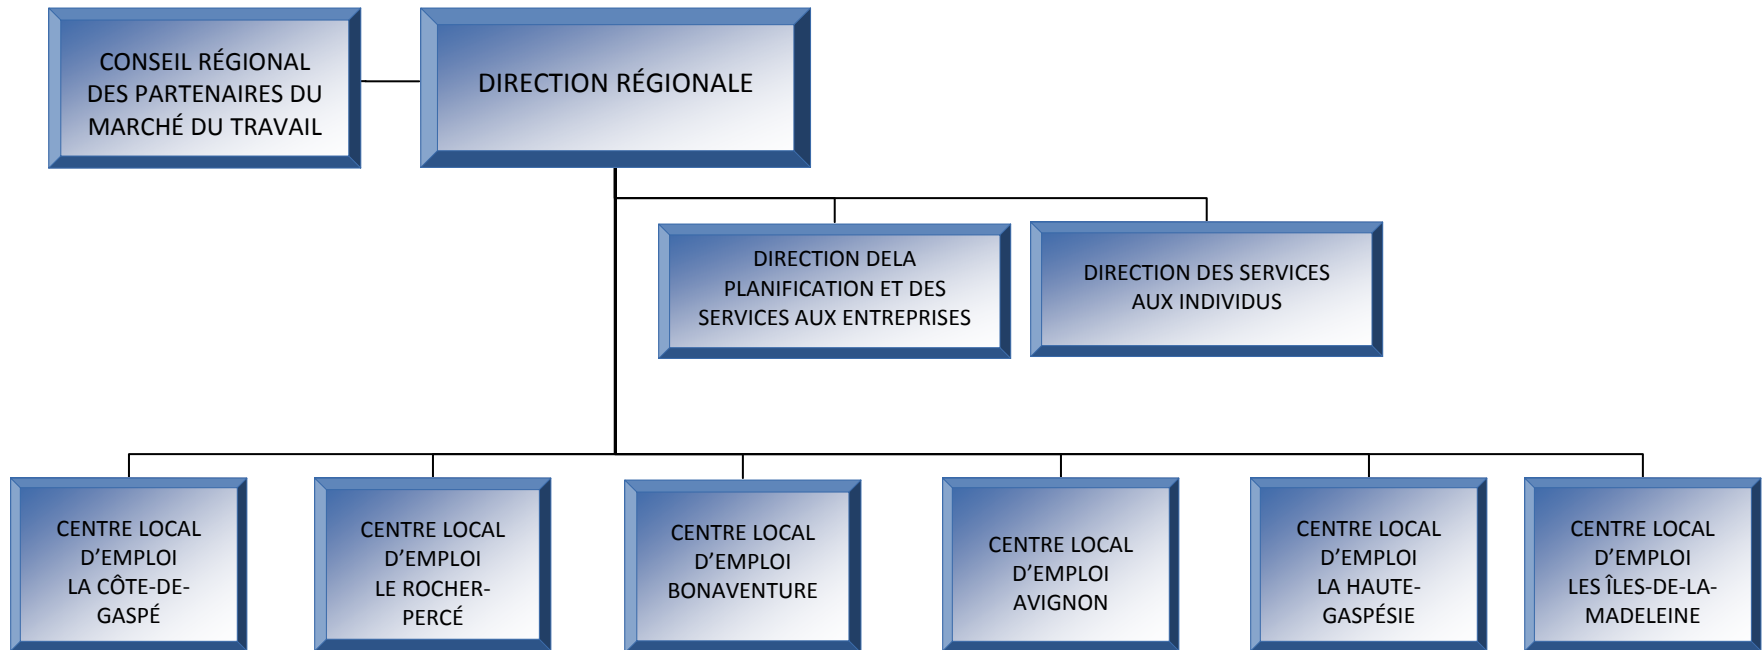 CONSEIL RÉGIONAL
DES PARTENAIRES DU
MARCHÉ DU TRAVAIL
DIRECTION RÉGIONALE
DIRECTION DELA
PLANIFICATION ET DES
SERVICES AUX ENTREPRISES
DIRECTION DES SERVICES
AUX INDIVIDUS
CENTRE LOCAL
D’EMPLOI
LA CÔTE-DE-
GASPÉ
CENTRE LOCAL
D’EMPLOI
LE ROCHER-
PERCÉ
CENTRE LOCAL
D’EMPLOI
BONAVENTURE
CENTRE LOCAL
D’EMPLOI
AVIGNON
CENTRE LOCAL
D’EMPLOI
LA HAUTE-
GASPÉSIE
CENTRE LOCAL
D’EMPLOI
LES ÎLES-DE-LA-
MADELEINE